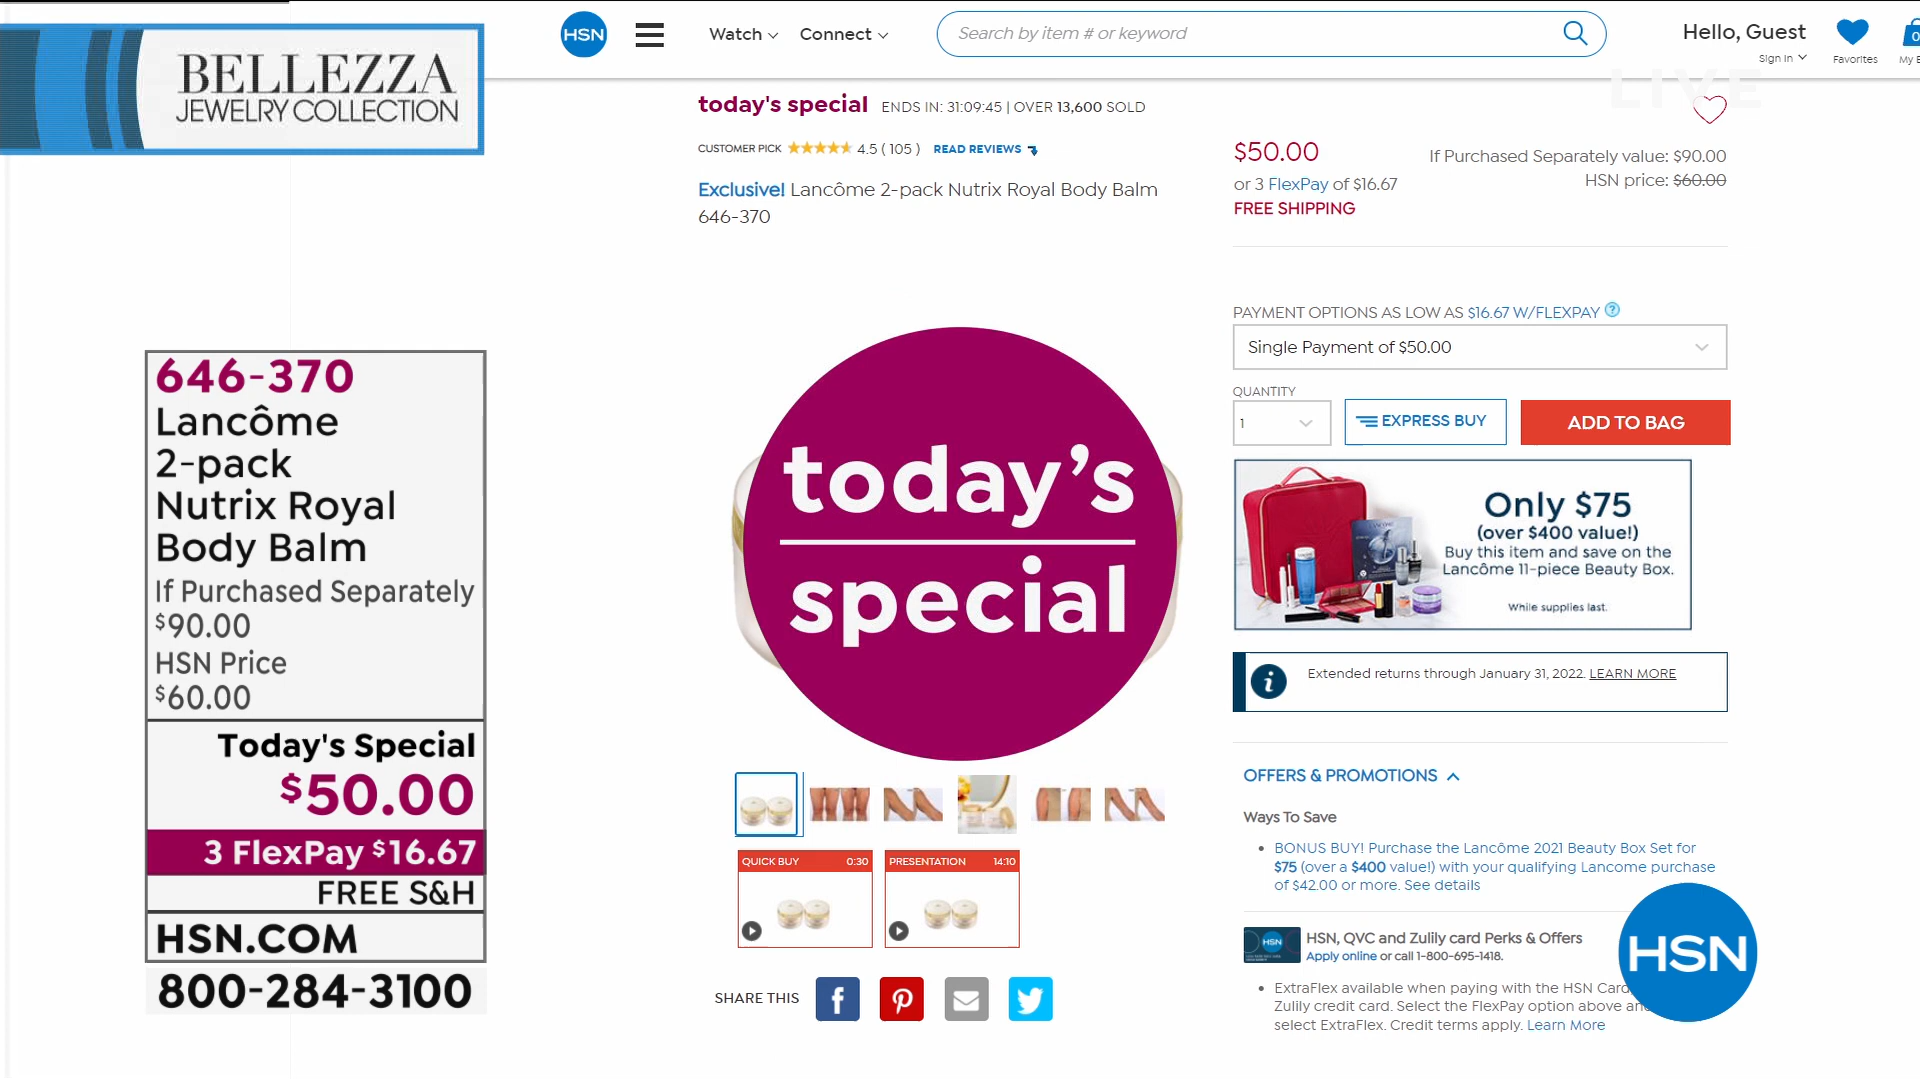 BELLEZZA
JEWELRY COLLECTION
HSN
Watch
Connect
Search by item # or keyword
Hello, Guest
Sign In
Favorites
0
LIVE
today's special ENDS IN: 31:09:45 | OVER 13,600 SOLD
CUSTOMER PICK 4.5 ( 105 ) READ REVIEWS
Exclusive! Lancôme 2-pack Nutrix Royal Body Balm
646-370
$50.00
or 3 FlexPay of $16.67
FREE SHIPPING
If Purchased Separately value: $90.00
HSN price: $60.00
PAYMENT OPTIONS AS LOW AS $16.67 W/FLEXPAY ?
Single Payment of $50.00
QUANTITY
1
EXPRESS BUY
ADD TO BAG
Only $75
(over $400 value!)
Buy this item and save on the
Lancôme 11-piece Beauty Box.
While supplies last.
i
Extended returns through January 31, 2022. LEARN MORE
OFFERS & PROMOTIONS
Ways To Save
• BONUS BUY! Purchase the Lancôme 2021 Beauty Box Set for
$75 (over a $400 value!) with your qualifying Lancome purchase
of $42.00 or more. See details
HSN
HSN, QVC and Zulily card Perks & Offers
Apply online or call 1-800-695-1418.
• ExtraFlex available when paying with the HSN Card
Zulily credit card. Select the FlexPay option above
select ExtraFlex. Credit terms apply. Learn More
HSN
today's
special
QUICK BUY 0:30
PRESENTATION 14:10
SHARE THIS
646-370
Lancôme
2-pack
Nutrix Royal
Body Balm
If Purchased Separately
$90.00
HSN Price
$60.00
Today's Special
$50.00
3 FlexPay $16.67
FREE S&H
HSN.COM
800-284-3100